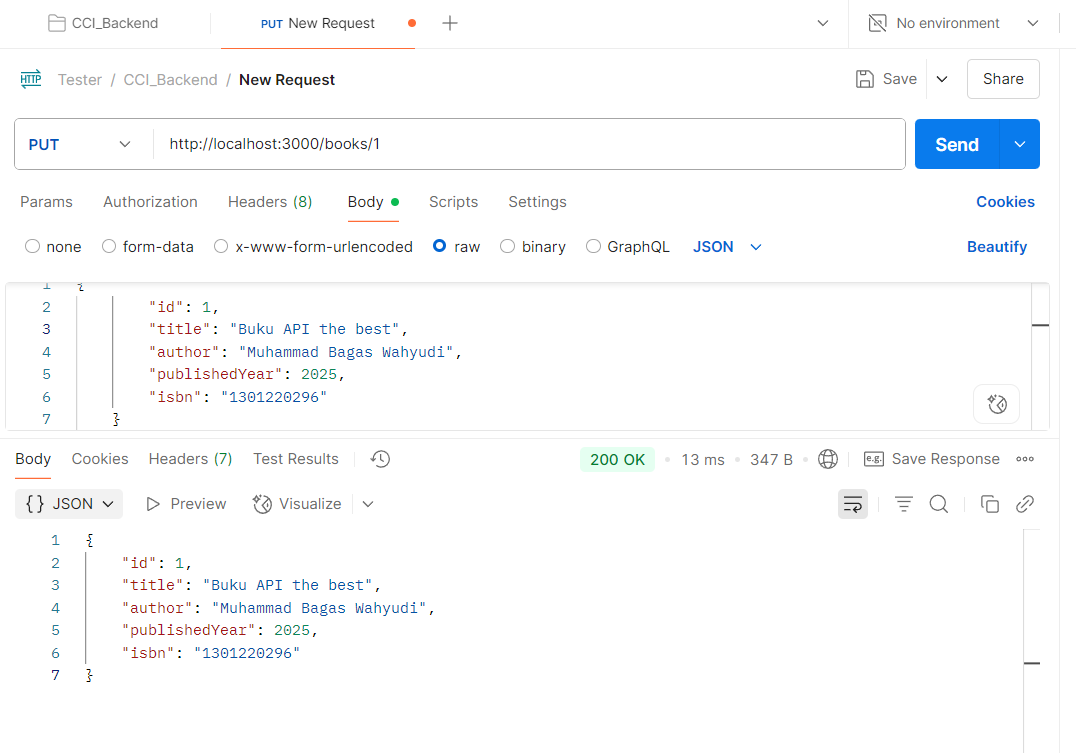 CCI_Backend
PUT New Request
No environment
HTTP Tester / CCI_Backend / New Request
Save
Share
PUT
http://localhost:3000/books/1
Send
Params Authorization Headers (8) Body Scripts Settings Cookies
none form-data x-www-form-urlencoded raw binary GraphQL JSON Beautify
1 {
2 "id": 1,
3 "title": "Buku API the best",
4 "author": "Muhammad Bagas Wahyudi",
5 "publishedYear": 2025,
6 "isbn": "1301220296"
7 }
Body Cookies Headers (7) Test Results 200 OK 13 ms 347 B e.g. Save Response
{} JSON Preview Visualize
1 {
2 "id": 1,
3 "title": "Buku API the best",
4 "author": "Muhammad Bagas Wahyudi",
5 "publishedYear": 2025,
6 "isbn": "1301220296"
7 }